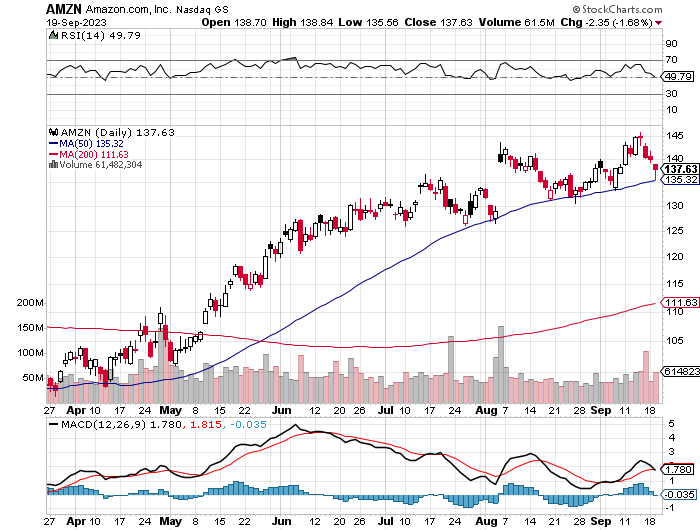 AMZN Amazon.com, Inc. Nasdaq GS © StockCharts.com
19-Sep-2023 Open 138.70 High 138.84 Low 135.56 Close 137.63 Volume 61.5M Chg -2.35 (-1.68%)
RSI(14) 49.79
90
70
49.79
30
10
AMZN (Daily) 137.63
MA(50) 135.32
MA(200) 111.63
Volume 61,482,304
145
140
137.63
135.32
130
125
120
115
111.63
110
105
200M
150M
100M
50M
61482304
27 Apr 10 17 24 May 8 15 22 Jun 12 20 26 Jul 10 17 24 Aug 7 14 21 28 Sep 11 18
MACD(12,26,9) 1.780, 1.815, -0.035
5
4
3
2
1.780
-0.035
-1
27 Apr 10 17 24 May 8 15 22 Jun 12 20 26 Jul 10 17 24 Aug 7 14 21 28 Sep 11 18